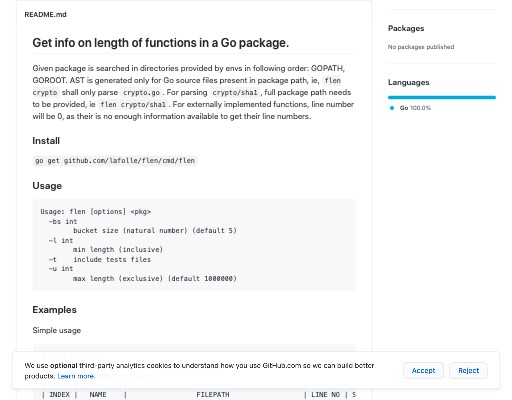 README.md
Get info on length of functions in a Go package.
Given package is searched in directories provided by envs in following order: GOPATH,
GOROOT. AST is generated only for Go source files present in package path, ie, flen
crypto shall only parse crypto.go. For parsing crypto/sha1, full package path needs
to be provided, ie flen crypto/sha1. For externally implemented functions, line number
will be 0, as their is no enough information available to get their line numbers.
Install
go get github.com/lafolle/flen/cmd/flen
Usage
Usage: flen [options] <pkg>
-bs int
bucket size (natural number) (default 5)
-l int
min length (inclusive)
-t include tests files
-u int
max length (exclusive) (default 1000000)
Examples
Simple usage
| INDEX | NAME | FILEPATH | LINE NO | S
Packages
No packages published
Languages
Go 100.0%
We use optional third-party analytics cookies to understand how you use GitHub.com so we can build better
products. Learn more.
Accept
Reject